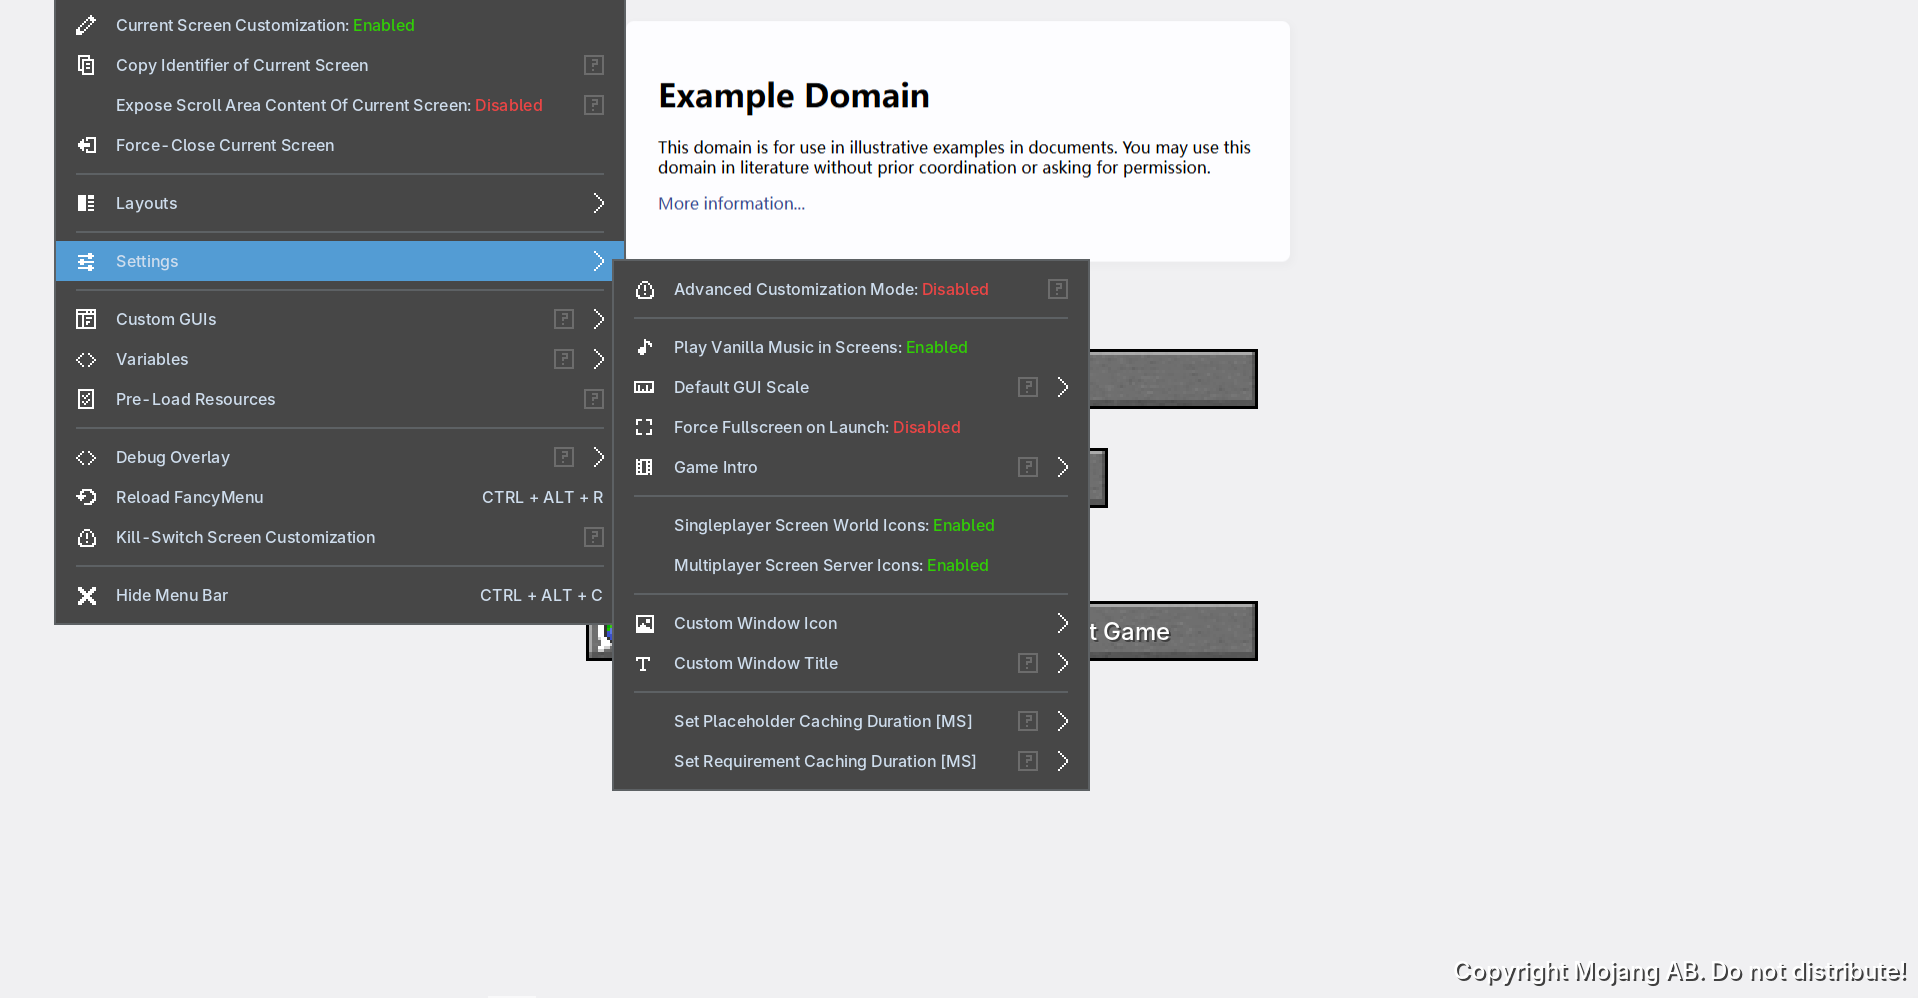 Current Screen Customization: Enabled
Copy Identifier of Current Screen
Expose Scroll Area Content Of Current Screen: Disabled
Force-Close Current Screen
Layouts
Settings
Custom GUIs
Variables
Pre-Load Resources
Debug Overlay
Reload FancyMenu CTRL + ALT + R
Kill-Switch Screen Customization
Hide Menu Bar CTRL + ALT + C
Example Domain
This domain is for use in illustrative examples in documents. You may use this
domain in literature without prior coordination or asking for permission.
More information...
Advanced Customization Mode: Disabled
Play Vanilla Music in Screens: Enabled
Default GUI Scale
Force Fullscreen on Launch: Disabled
Game Intro
Singleplayer Screen World Icons: Enabled
Multiplayer Screen Server Icons: Enabled
Custom Window Icon
Custom Window Title
Set Placeholder Caching Duration [MS]
Set Requirement Caching Duration [MS]
t Game
Copyright Mojang AB. Do not distribute!